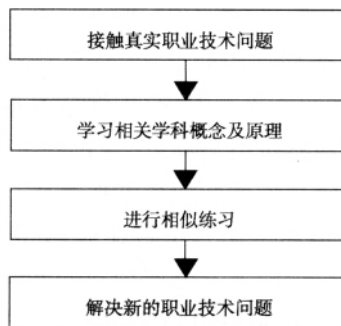 接触真实职业技术问题
学习相关学科概念及原理
进行相似练习
解决新的职业技术问题